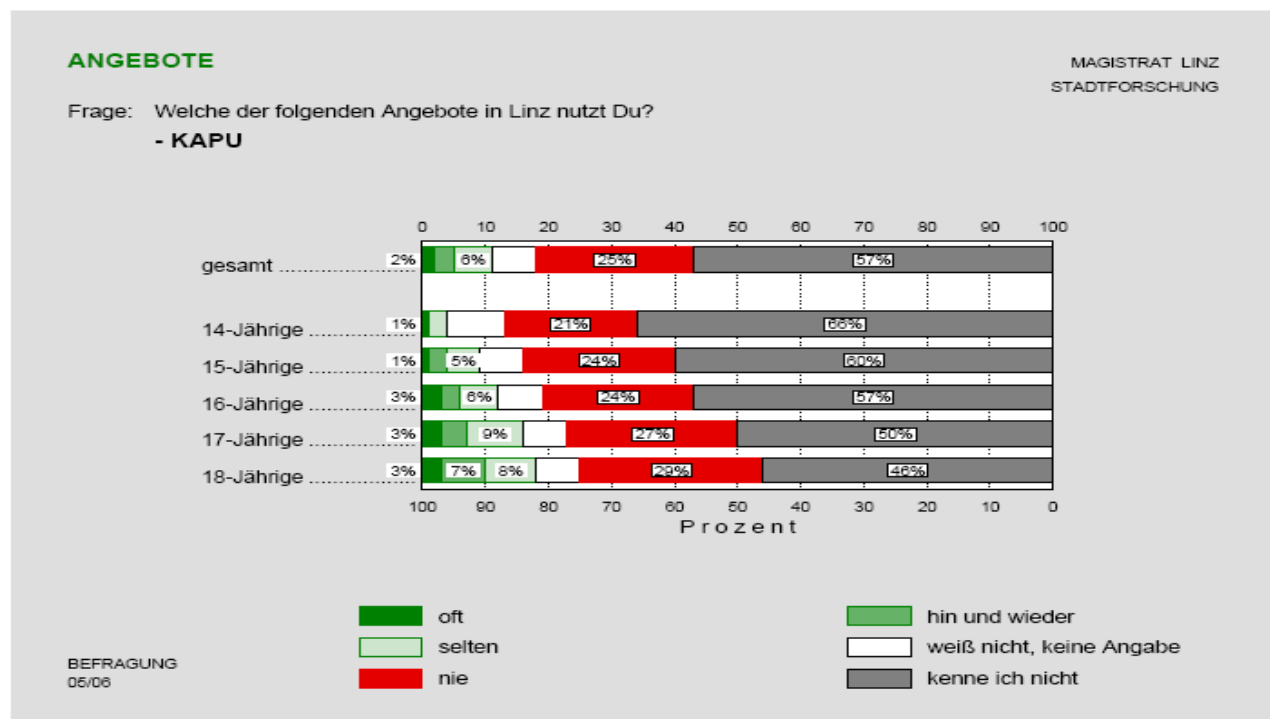 ANGEBOTE
MAGISTRAT LINZ
STADTFORSCHUNG
Frage: Welche der folgenden Angebote in Linz nutzt Du?
- KAPU
0 10 20 30 40 50 60 70 80 90 100
gesamt 2% 6% 25% 57%
14-Jährige 1% 21% 66%
15-Jährige 1% 5% 24% 60%
16-Jährige 3% 6% 24% 57%
17-Jährige 3% 9% 27% 50%
18-Jährige 3% 7% 8% 29% 46%
100 90 80 70 60 50 40 30 20 10 0
Prozent
oft
hin und wieder
selten
weiß nicht, keine Angabe
nie
kenne ich nicht
BEFRAGUNG
05/06